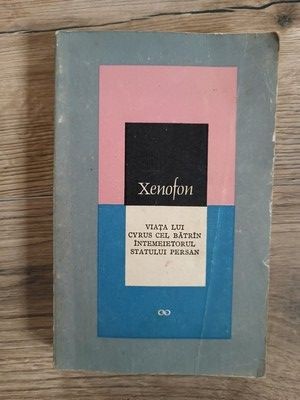 Xenofon
VIAȚA LUI
CYRUS CEL BĂTRÎN
ÎNTEMEIETORUL
STATULUI PERSAN